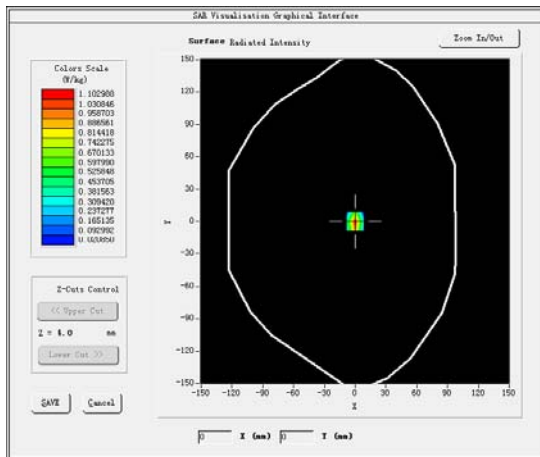 SAR Visualisation Graphical Interface
Surface Radiated Intensity
Zoom In/Out
Colors Scale
(W/kg)
1.102988
1.030846
0.958703
0.886561
0.814418
0.742275
0.670133
0.597990
0.525848
0.453705
0.381563
0.309420
0.237277
0.165135
0.092992
Z-Cuts Control
<< Upper Cut
Z = 4.0 mm
Lower Cut >>
SAVE
Cancel
150-
120-
90-
60-
30-
0-
-30-
-60-
-90-
-120-
-150-
Y
-150 -120 -90 -60 -30 0 30 60 90 120 150
X
0 X (mm) 0 Y (mm)